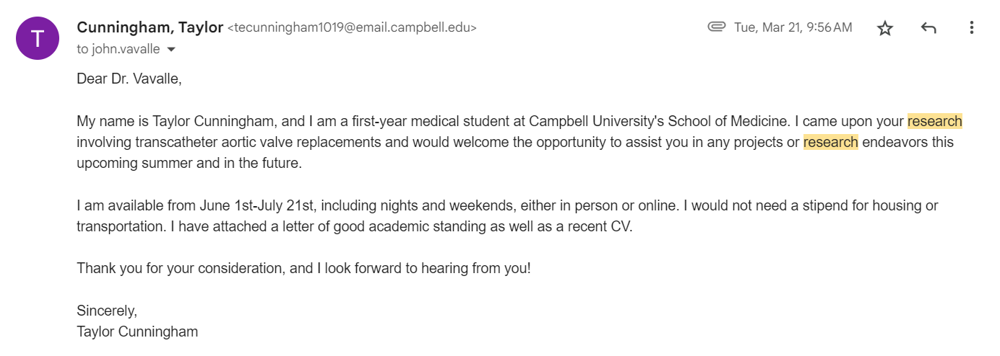 T
Cunningham, Taylor <tecunningham1019@email.campbell.edu> Tue, Mar 21, 9:56 AM
to john.vavalle
Dear Dr. Vavalle,
My name is Taylor Cunningham, and I am a first-year medical student at Campbell University's School of Medicine. I came upon your research
involving transcatheter aortic valve replacements and would welcome the opportunity to assist you in any projects or research endeavors this
upcoming summer and in the future.
I am available from June 1st-July 21st, including nights and weekends, either in person or online. I would not need a stipend for housing or
transportation. I have attached a letter of good academic standing as well as a recent CV.
Thank you for your consideration, and I look forward to hearing from you!
Sincerely,
Taylor Cunningham